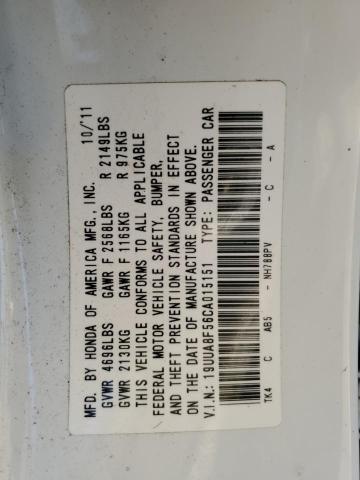 MFD. BY HONDA OF AMERICA MFG., INC. 10/'11
GVWR 4696LBS GAWR F 2568LBS R 2149LBS
GVWR 2130KG GAWR F 1165KG R 975KG
THIS VEHICLE CONFORMS TO ALL APPLICABLE
FEDERAL MOTOR VEHICLE SAFETY, BUMPER,
AND THEFT PREVENTION STANDARDS IN EFFECT
ON THE DATE OF MANUFACTURE SHOWN ABOVE.
V.I.N.: 19UUA8F56CA015151 TYPE: PASSENGER CAR
TK4 C AB5 - NH788PV - C - A